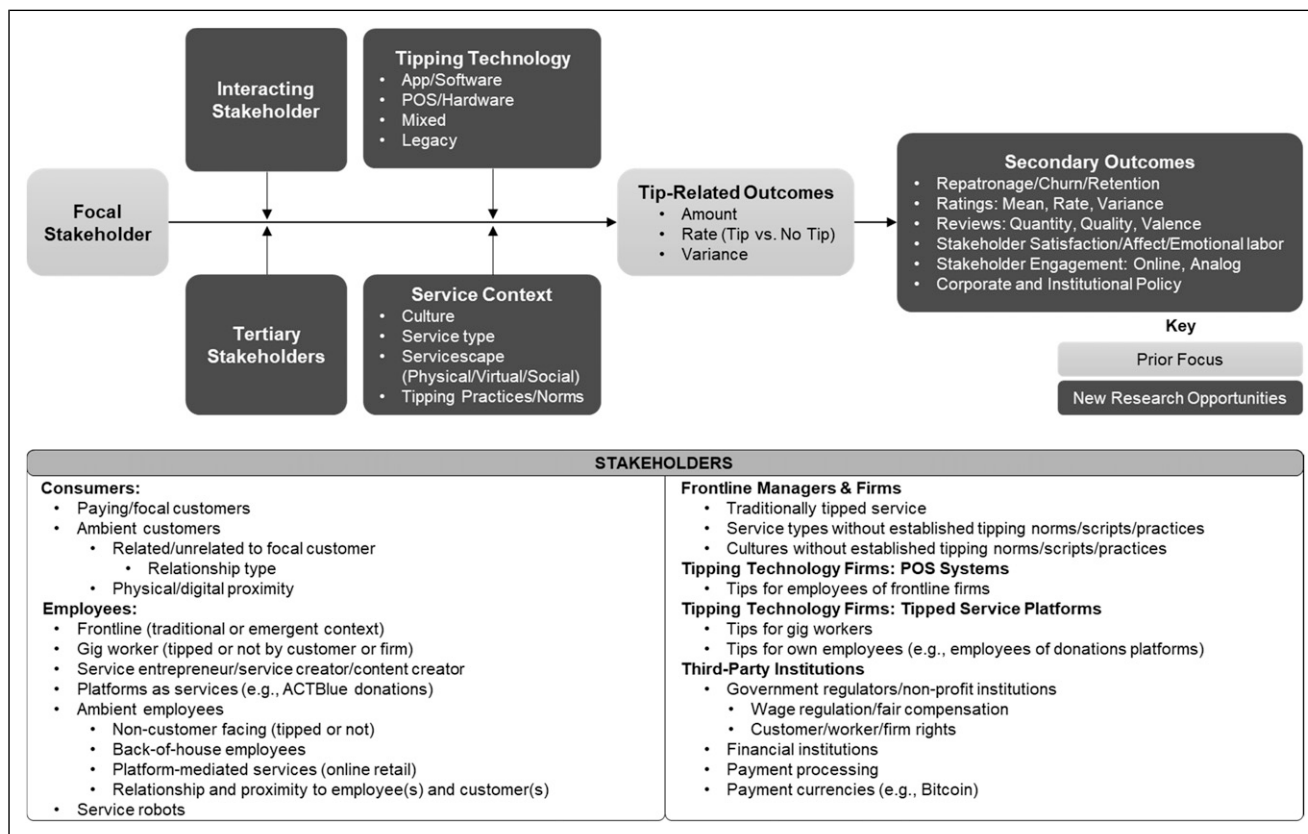 Interacting
Stakeholder
Tipping Technology
• App/Software
• POS/Hardware
• Mixed
• Legacy
Focal
Stakeholder
Tertiary
Stakeholders
Service Context
• Culture
• Service type
• Servicescape
(Physical/Virtual/Social)
• Tipping Practices/Norms
Tip-Related Outcomes
• Amount
• Rate (Tip vs. No Tip)
• Variance
Secondary Outcomes
• Repatronage/Churn/Retention
• Ratings: Mean, Rate, Variance
• Reviews: Quantity, Quality, Valence
• Stakeholder Satisfaction/Affect/Emotional labor
• Stakeholder Engagement: Online, Analog
• Corporate and Institutional Policy
Key
Prior Focus
New Research Opportunities
STAKEHOLDERS
Consumers:
• Paying/focal customers
• Ambient customers
• Related/unrelated to focal customer
• Relationship type
• Physical/digital proximity
Employees:
• Frontline (traditional or emergent context)
• Gig worker (tipped or not by customer or firm)
• Service entrepreneur/service creator/content creator
• Platforms as services (e.g., ACTBlue donations)
• Ambient employees
• Non-customer facing (tipped or not)
• Back-of-house employees
• Platform-mediated services (online retail)
• Relationship and proximity to employee(s) and customer(s)
• Service robots
Frontline Managers & Firms
• Traditionally tipped service
• Service types without established tipping norms/scripts/practices
• Cultures without established tipping norms/scripts/practices
Tipping Technology Firms: POS Systems
• Tips for employees of frontline firms
Tipping Technology Firms: Tipped Service Platforms
• Tips for gig workers
• Tips for own employees (e.g., employees of donations platforms)
Third-Party Institutions
• Government regulators/non-profit institutions
• Wage regulation/fair compensation
• Customer/worker/firm rights
• Financial institutions
• Payment processing
• Payment currencies (e.g., Bitcoin)